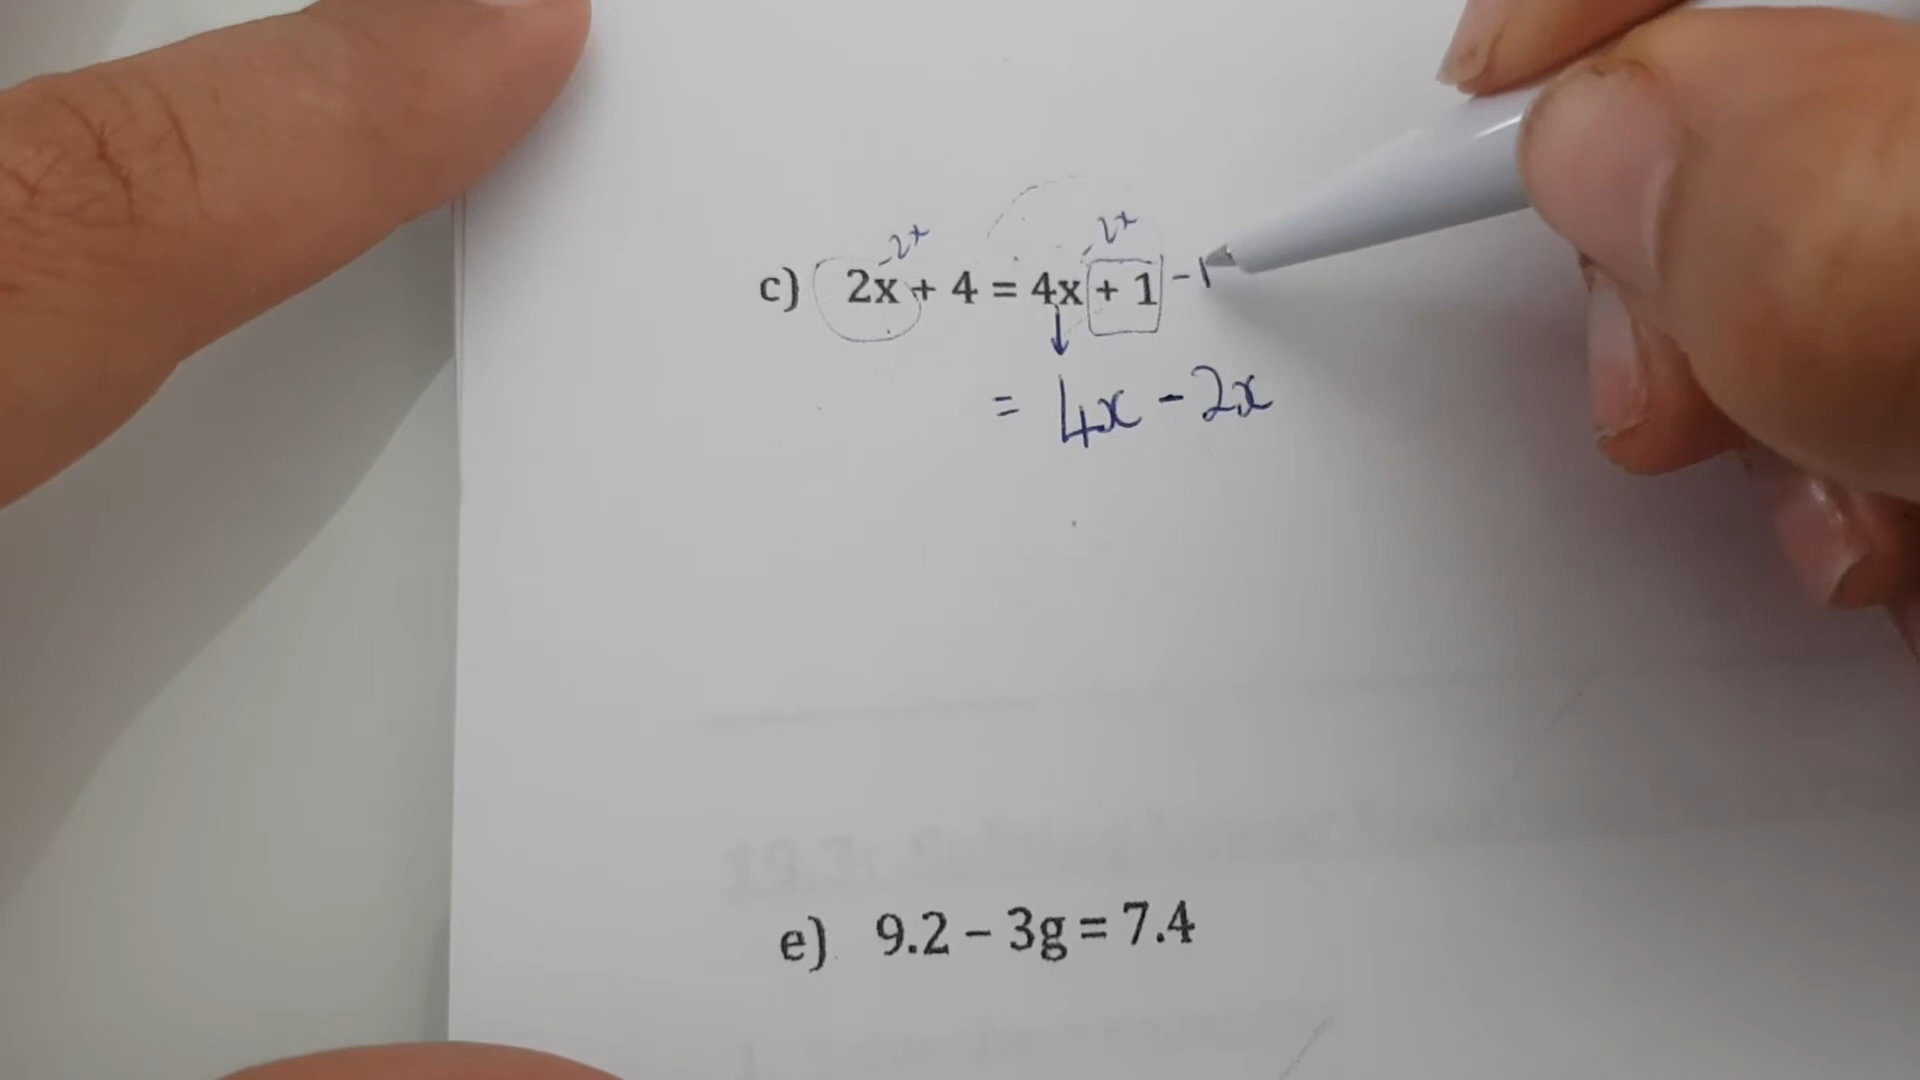 -2x -2x
c) 2x + 4 = 4x + 1 - 1
= 4x - 2x
e) 9.2 - 3g = 7.4